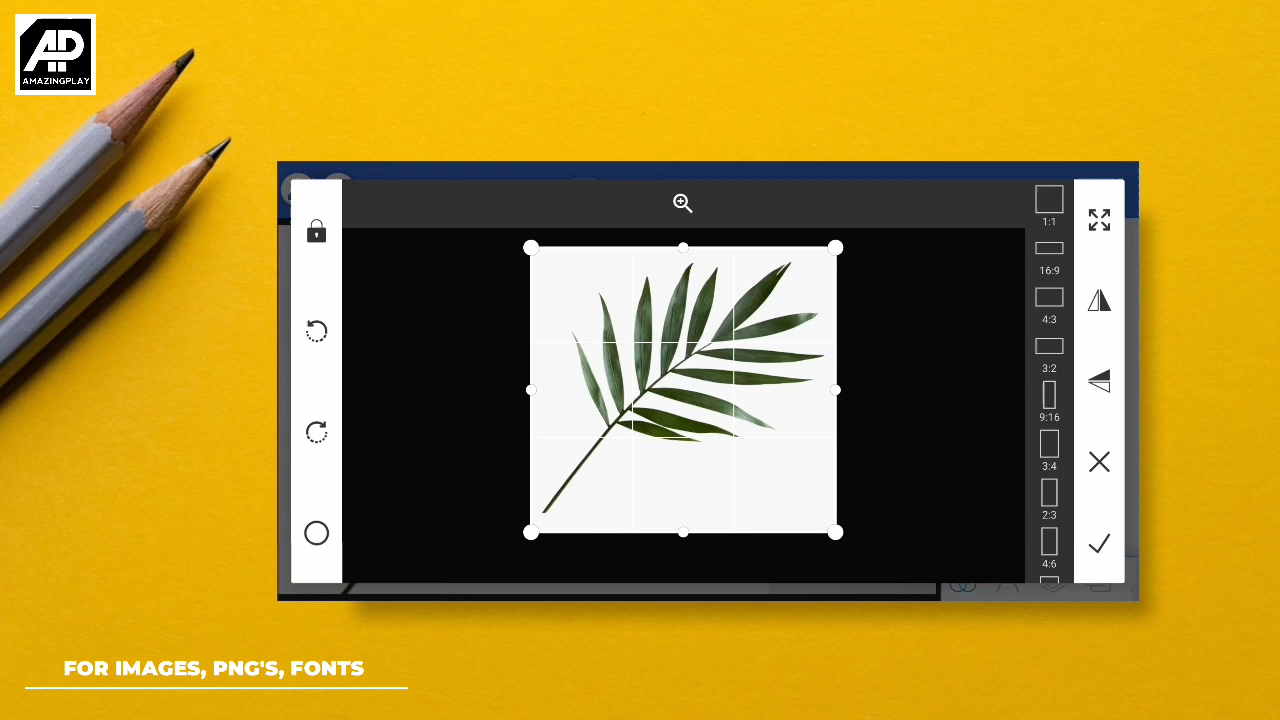 AP
AMAZINGPLAY
1:1
16:9
4:3
3:2
9:16
3:4
2:3
4:6
FOR IMAGES, PNG'S, FONTS